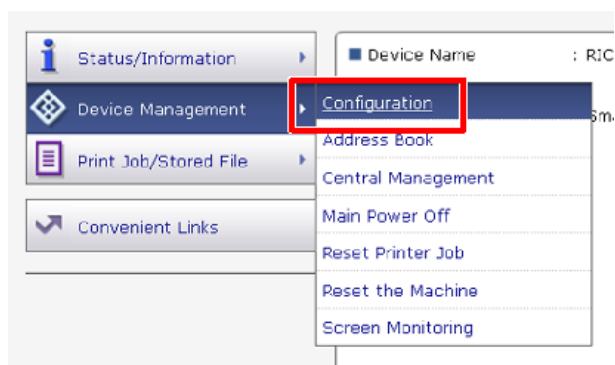 Status/Information
Device Name : RIC
Device Management
Configuration
Address Book
Print Job/Stored File
Central Management
Main Power Off
Convenient Links
Reset Printer Job
Reset the Machine
Screen Monitoring